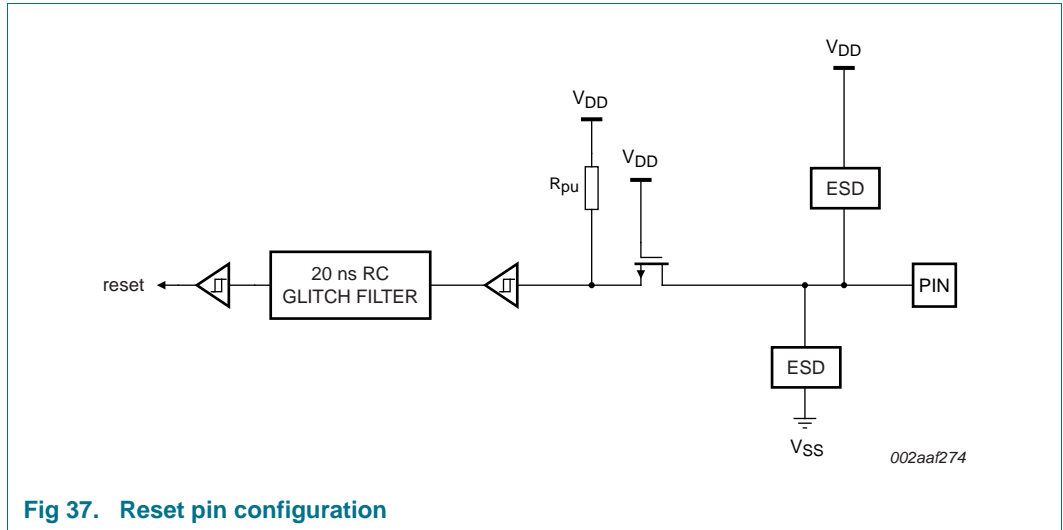 VDD
VDD
VDD
Rpu
ESD
reset
20 ns RC
GLITCH FILTER
PIN
ESD
VSS
002aaf274
Fig 37. Reset pin configuration